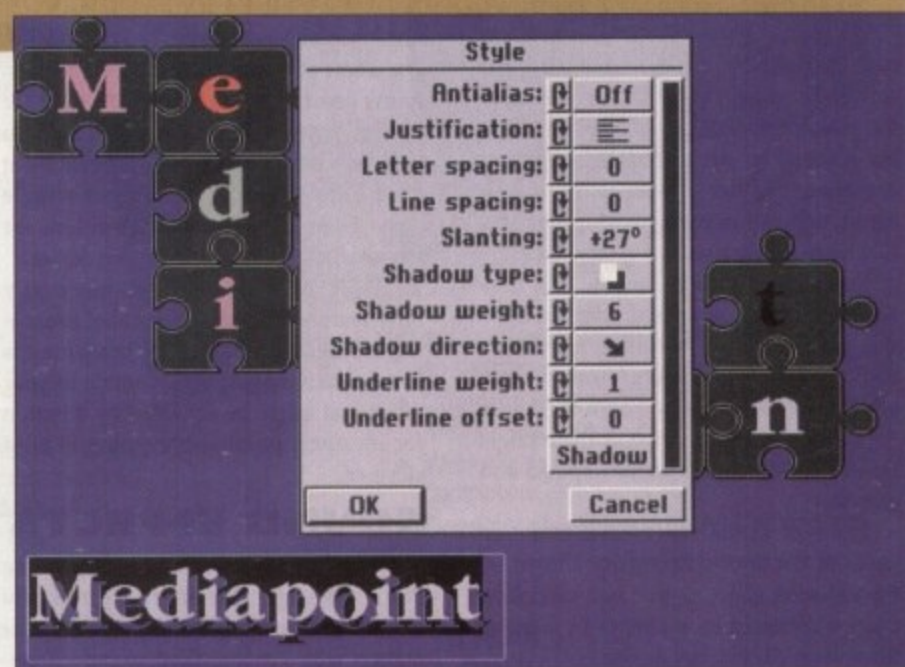 M e
d
i
t
n
Style
Antialias: Off
Justification:
Letter spacing: 0
Line spacing: 0
Slanting: +27°
Shadow type:
Shadow weight: 6
Shadow direction:
Underline weight: 1
Underline offset: 0
Shadow
OK Cancel
Mediapoint